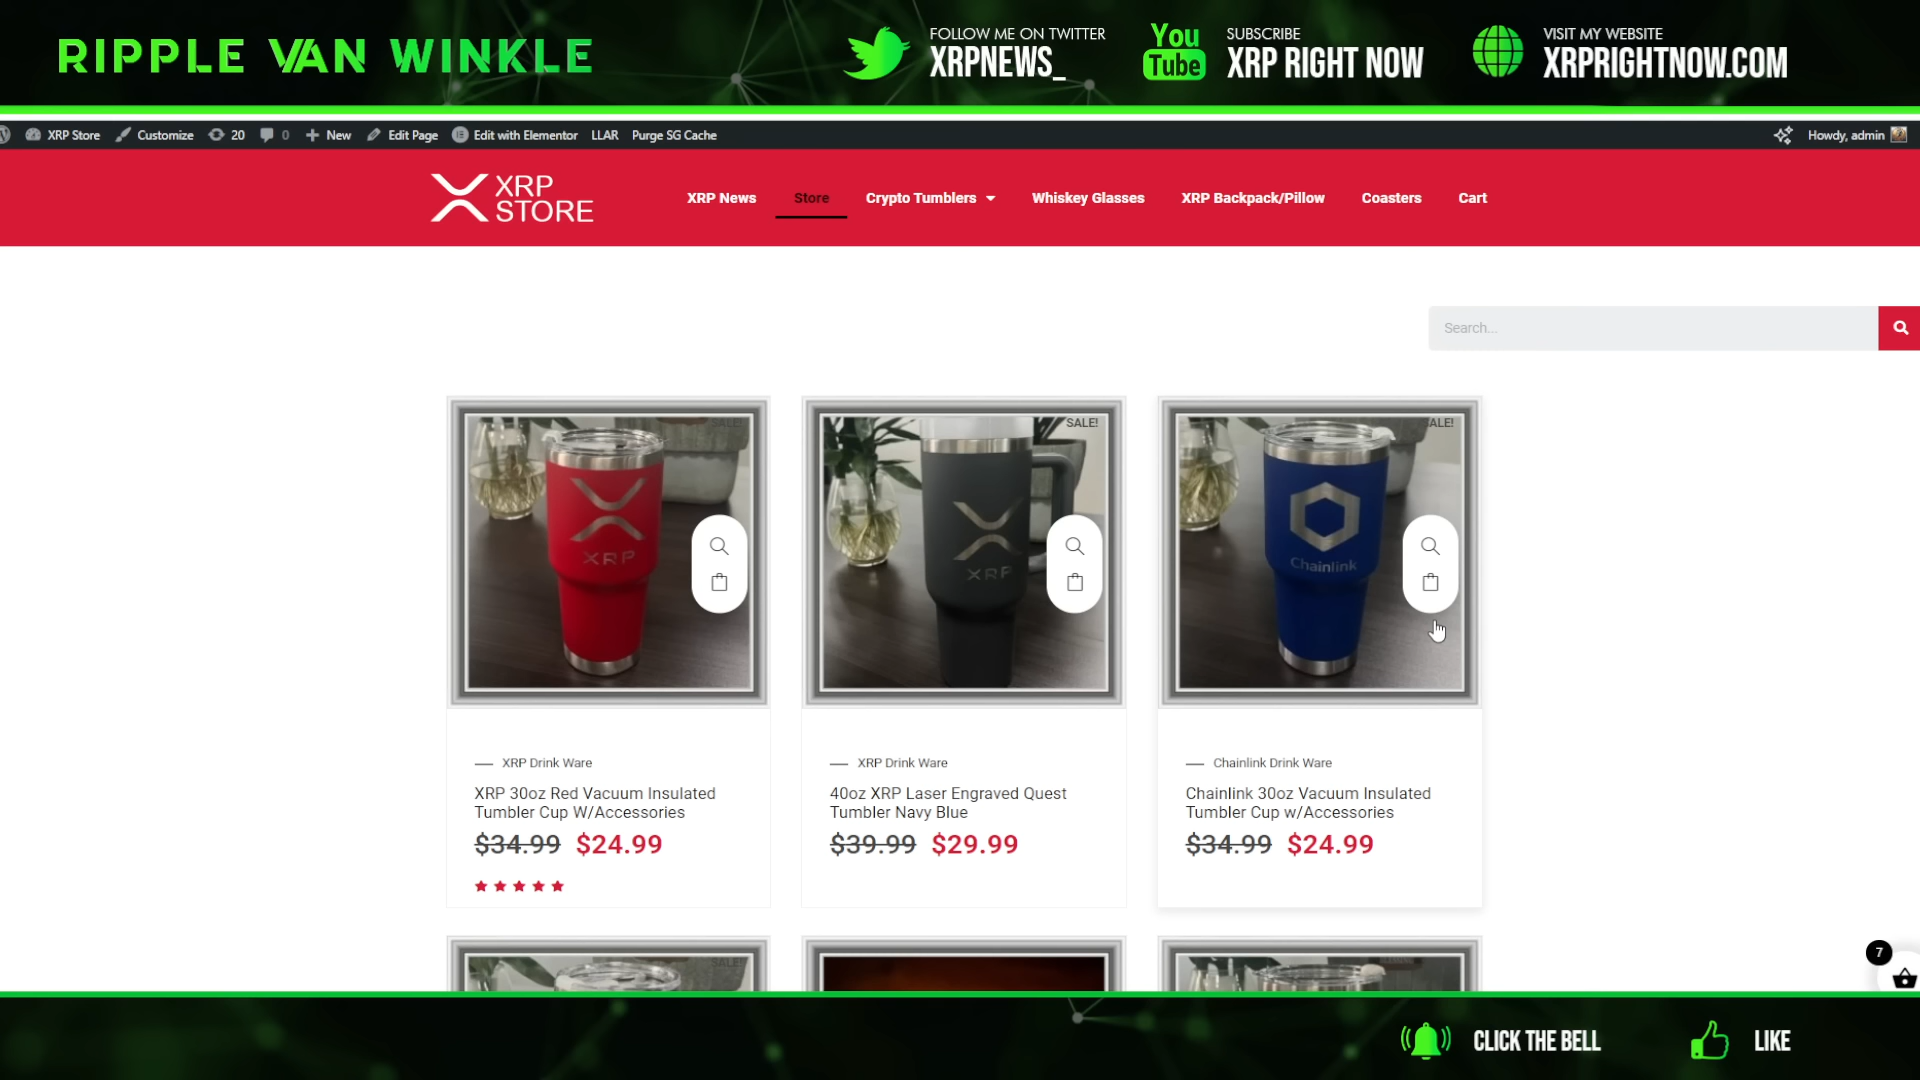 RIPPLE VAN WINKLE
FOLLOW ME ON TWITTER
XRPNEWS_
You
Tube
SUBSCRIBE
XRP RIGHT NOW
VISIT MY WEBSITE
XRPRIGHTNOW.COM
XRP Store
Customize
20
0
New
Edit Page
Edit with Elementor
LLAR
Purge SG Cache
Howdy, admin
XRP
STORE
XRP News
Store
Crypto Tumblers
Whiskey Glasses
XRP Backpack/Pillow
Coasters
Cart
Search...
SALE!
XRP
SALE!
XRP
ALE!
Chainlink
XRP Drink Ware
XRP 30oz Red Vacuum Insulated
Tumbler Cup W/Accessories
$34.99 $24.99
XRP Drink Ware
40oz XRP Laser Engraved Quest
Tumbler Navy Blue
$39.99 $29.99
Chainlink Drink Ware
Chainlink 30oz Vacuum Insulated
Tumbler Cup w/Accessories
$34.99 $24.99
SALE!
7
CLICK THE BELL
LIKE